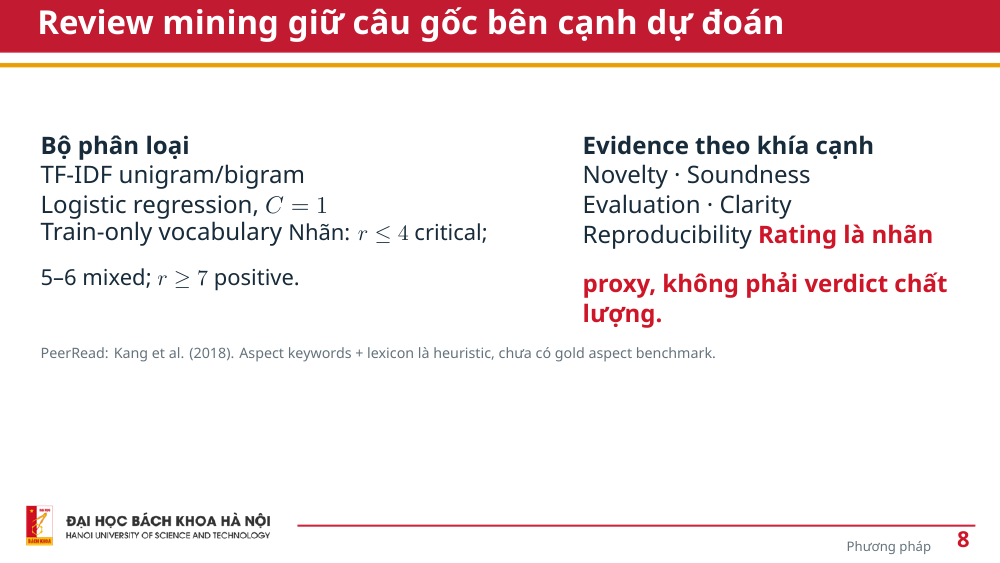 Review mining giữ câu gốc bên cạnh dự đoán
Bộ phân loại
TF-IDF unigram/bigram
Logistic regression, C = 1
Train-only vocabulary Nhãn: r ≤ 4 critical;
5–6 mixed; r ≥ 7 positive.
Evidence theo khía cạnh
Novelty · Soundness
Evaluation · Clarity
Reproducibility Rating là nhãn
proxy, không phải verdict chất
lượng.
PeerRead: Kang et al. (2018). Aspect keywords + lexicon là heuristic, chưa có gold aspect benchmark.
ĐẠI HỌC BÁCH KHOA HÀ NỘI
HANOI UNIVERSITY OF SCIENCE AND TECHNOLOGY
Phương pháp
8